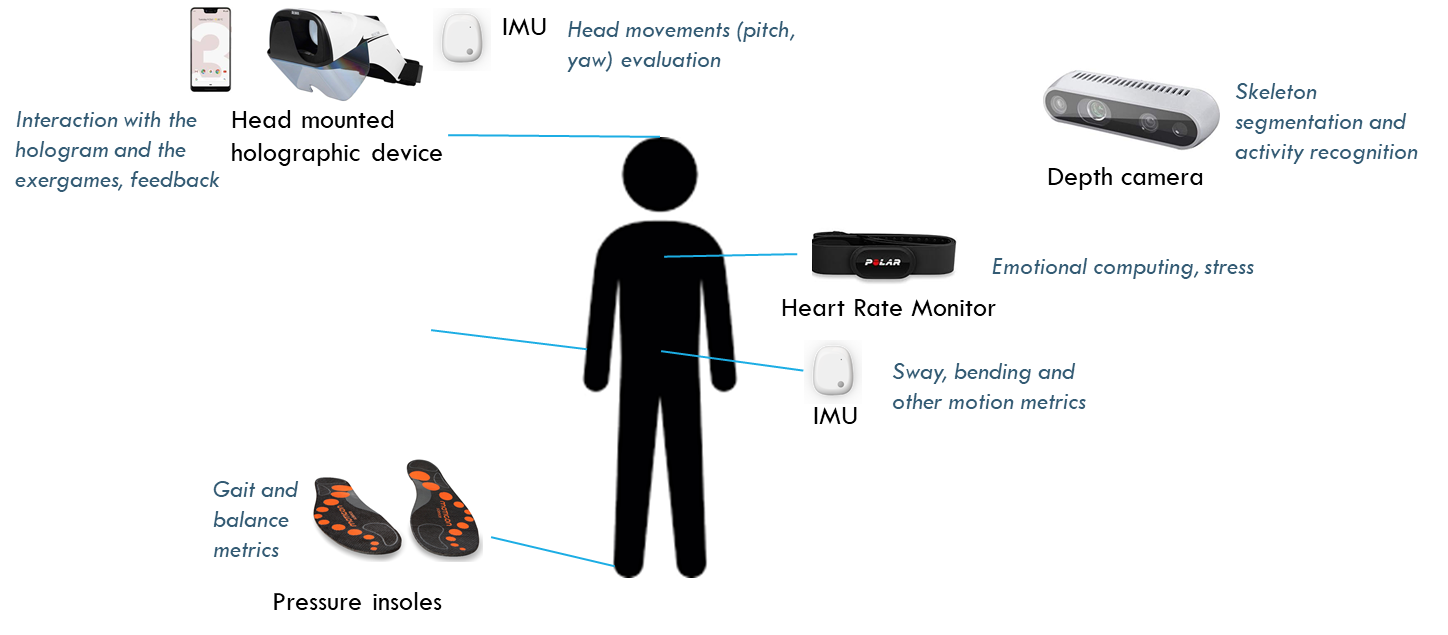 IMU
Head movements (pitch,
yaw) evaluation
Interaction with the
hologram and the
exergames, feedback
Head mounted
holographic device
Skeleton
segmentation and
activity recognition
Depth camera
POLAR
Emotional computing, stress
Heart Rate Monitor
Sway, bending and
other motion metrics
IMU
Gait and
balance
metrics
Pressure insoles